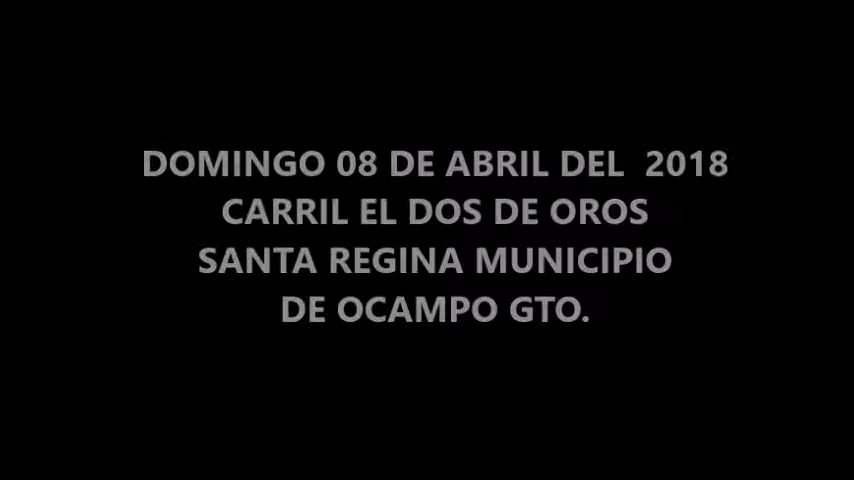 DOMINGO 08 DE ABRIL DEL  2018
CARRIL EL DOS DE OROS
SANTA REGINA MUNICIPIO
DE OCAMPO GTO.